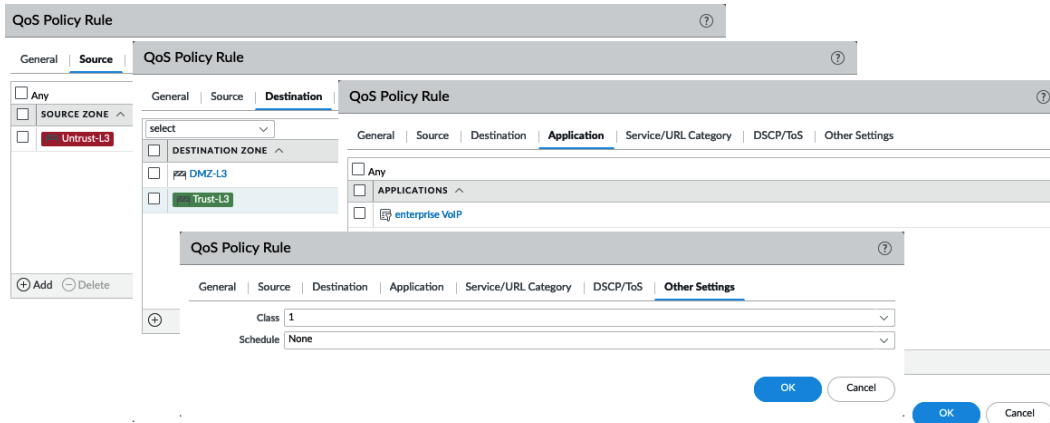 QoS Policy Rule
General | Source |
Any
SOURCE ZONE
Untrust-L3
Add Delete
QoS Policy Rule
General | Source | Destination |
select
DESTINATION ZONE
DMZ-L3
Trust-L3
QoS Policy Rule
General | Source | Destination | Application | Service/URL Category | DSCP/ToS | Other Settings
Any
APPLICATIONS
enterprise VoIP
OK Cancel
QoS Policy Rule
General | Source | Destination | Application | Service/URL Category | DSCP/ToS | Other Settings
Class 1
Schedule None
OK Cancel